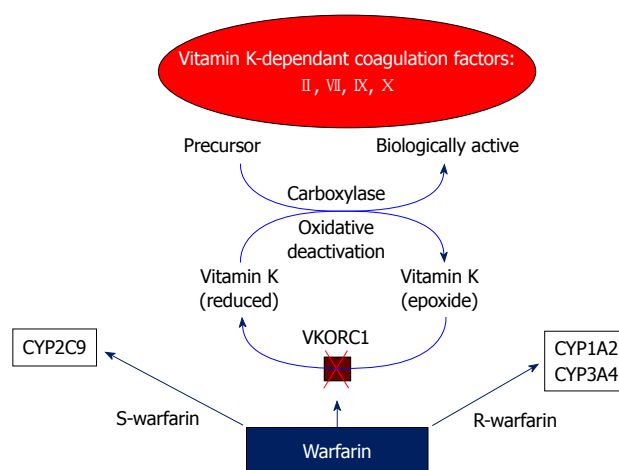 Vitamin K-dependant coagulation factors:
Ⅱ, Ⅶ, Ⅸ, Ⅹ
Precursor
Biologically active
Carboxylase
Oxidative
deactivation
Vitamin K
(reduced)
Vitamin K
(epoxide)
VKORC1
CYP2C9
CYP1A2
CYP3A4
S-warfarin
R-warfarin
Warfarin